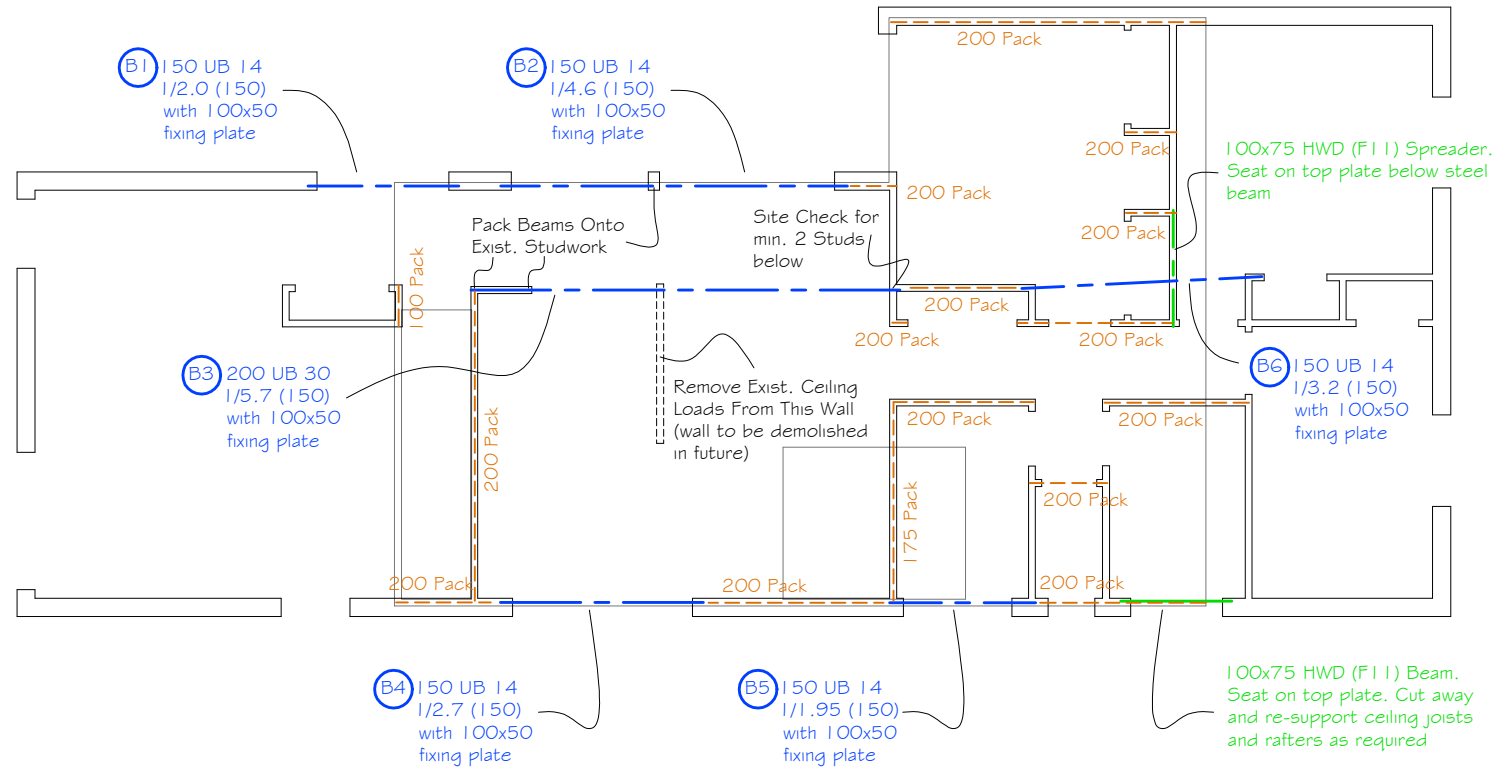 200 Pack
B1 150 UB 14
1/2.0 (150)
with 100x50
fixing plate
B2 150 UB 14
1/4.6 (150)
with 100x50
fixing plate
200 Pack
100x75 HWD (F11) Spreader.
Seat on top plate below steel
beam
200 Pack
200 Pack
Pack Beams Onto
Exist. Studwork
Site Check for
min. 2 Studs
below
100 Pack
200 Pack
200 Pack
200 Pack
B3 200 UB 30
1/5.7 (150)
with 100x50
fixing plate
Remove Exist. Ceiling
Loads From This Wall
(wall to be demolished
in future)
B6 150 UB 14
1/3.2 (150)
with 100x50
fixing plate
200 Pack
200 Pack
200 Pack
200 Pack
175 Pack
200 Pack
200 Pack
200 Pack
B4 150 UB 14
1/2.7 (150)
with 100x50
fixing plate
B5 150 UB 14
1/1.95 (150)
with 100x50
fixing plate
100x75 HWD (F11) Beam.
Seat on top plate. Cut away
and re-support ceiling joists
and rafters as required